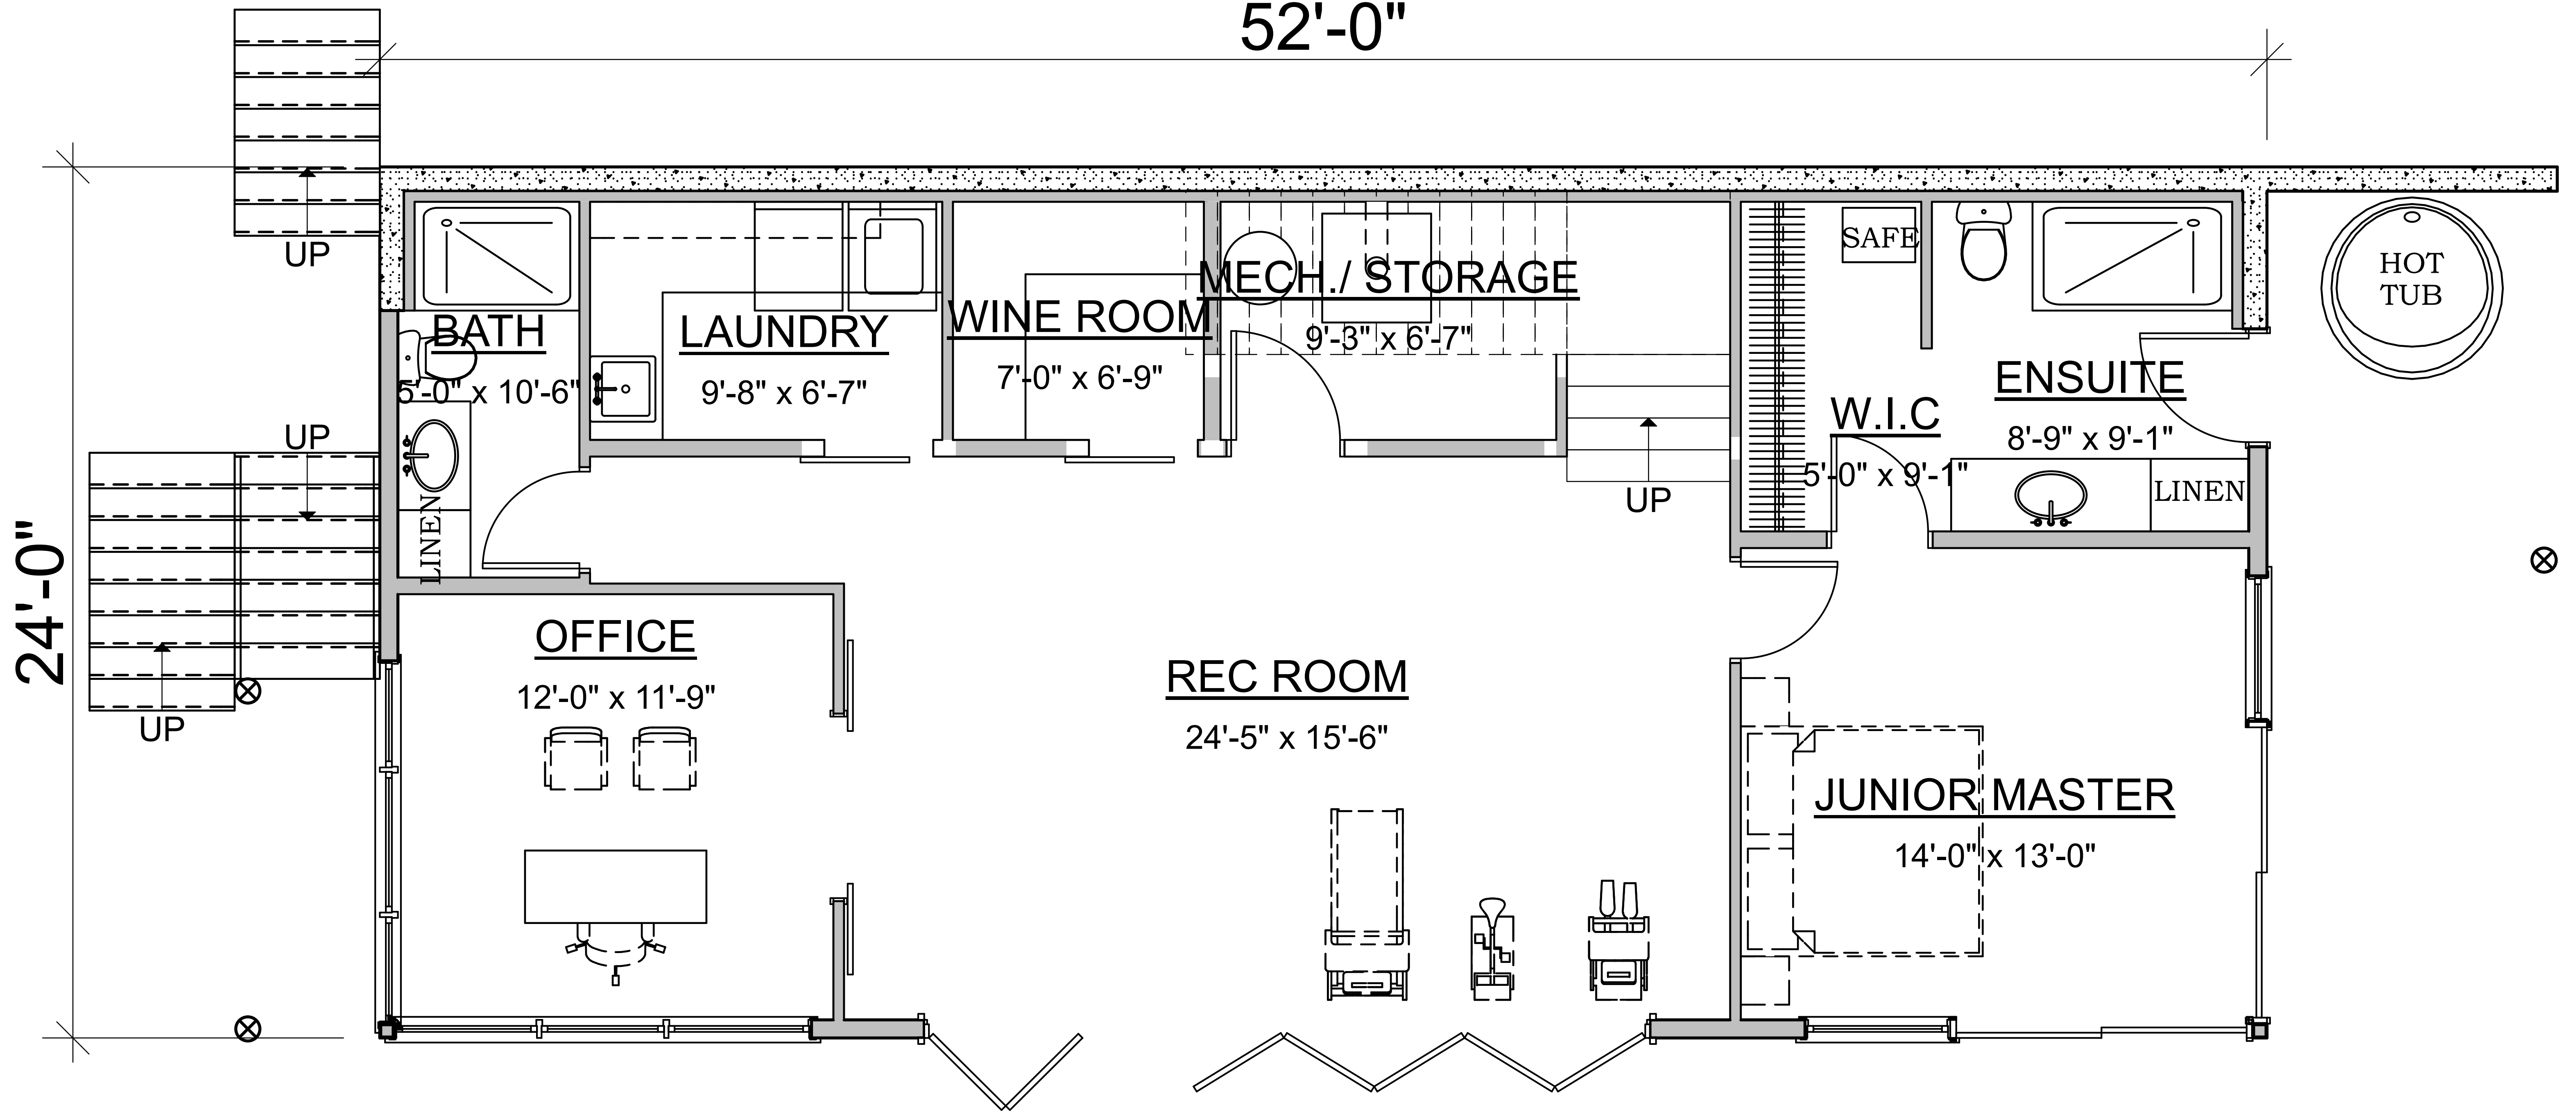 52'-0"
24'-0"
UP
UP
UP
UP
BATH
5'-0" x 10'-6"
LINEN
LAUNDRY
9'-8" x 6'-7"
WINE ROOM
7'-0" x 6'-9"
MECH./ STORAGE
9'-3" x 6'-7"
SAFE
W.I.C
5'-0" x 9'-1"
ENSUITE
8'-9" x 9'-1"
LINEN
HOT
TUB
OFFICE
12'-0" x 11'-9"
REC ROOM
24'-5" x 15'-6"
JUNIOR MASTER
14'-0" x 13'-0"